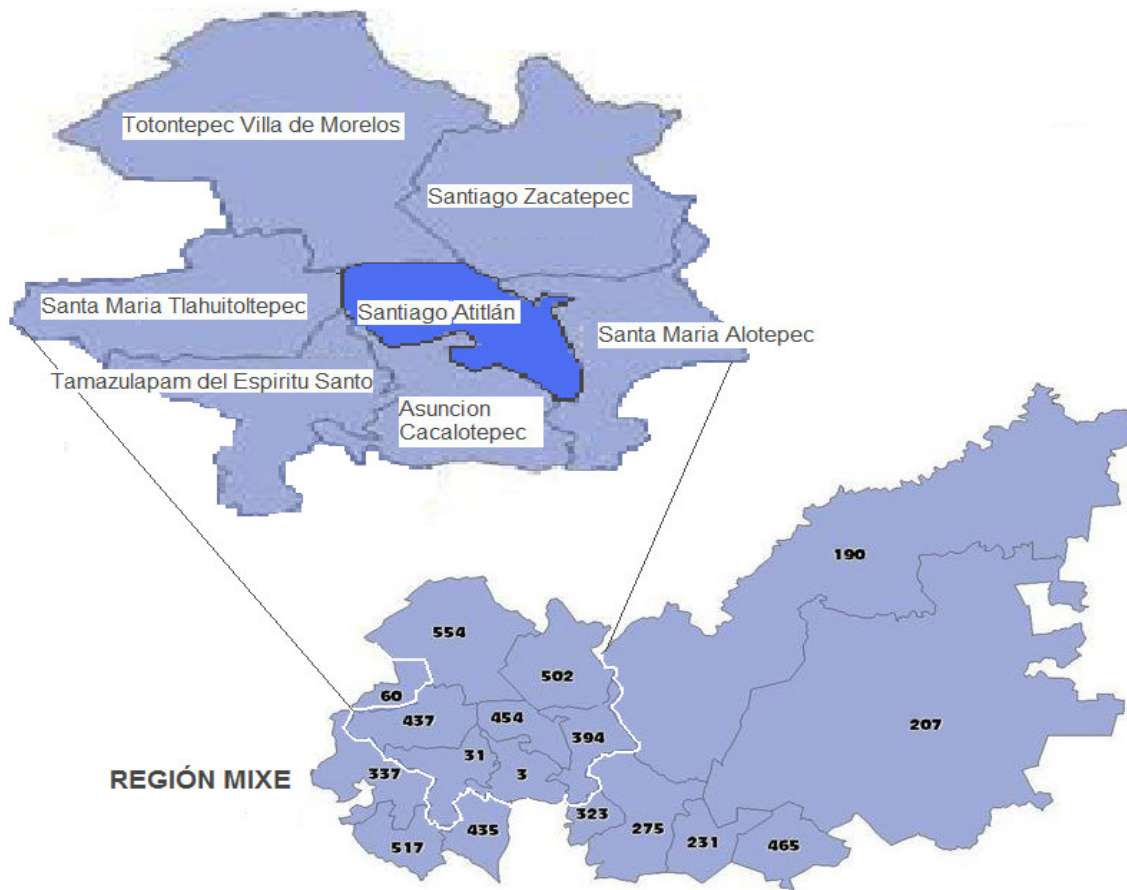 Totontepec Villa de Morelos
Santiago Zacatepec
Santa Maria Tlahuitoltepec
Santiago Atitlán
Santa Maria Alotepec
Tamazulapam del Espiritu Santo
Asuncion
Cacalotepec
190
554
502
60
437
454
394
207
31
337
3
REGIÓN MIXE
323
435
275
231
465
517